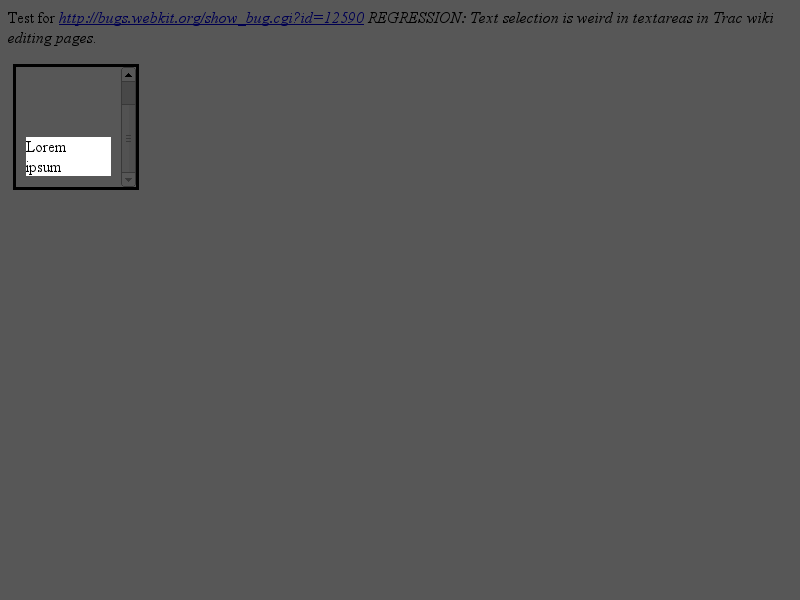 Test for http://bugs.webkit.org/show_bug.cgi?id=12590 REGRESSION: Text selection is weird in textareas in Trac wiki
editing pages.
Lorem
ipsum